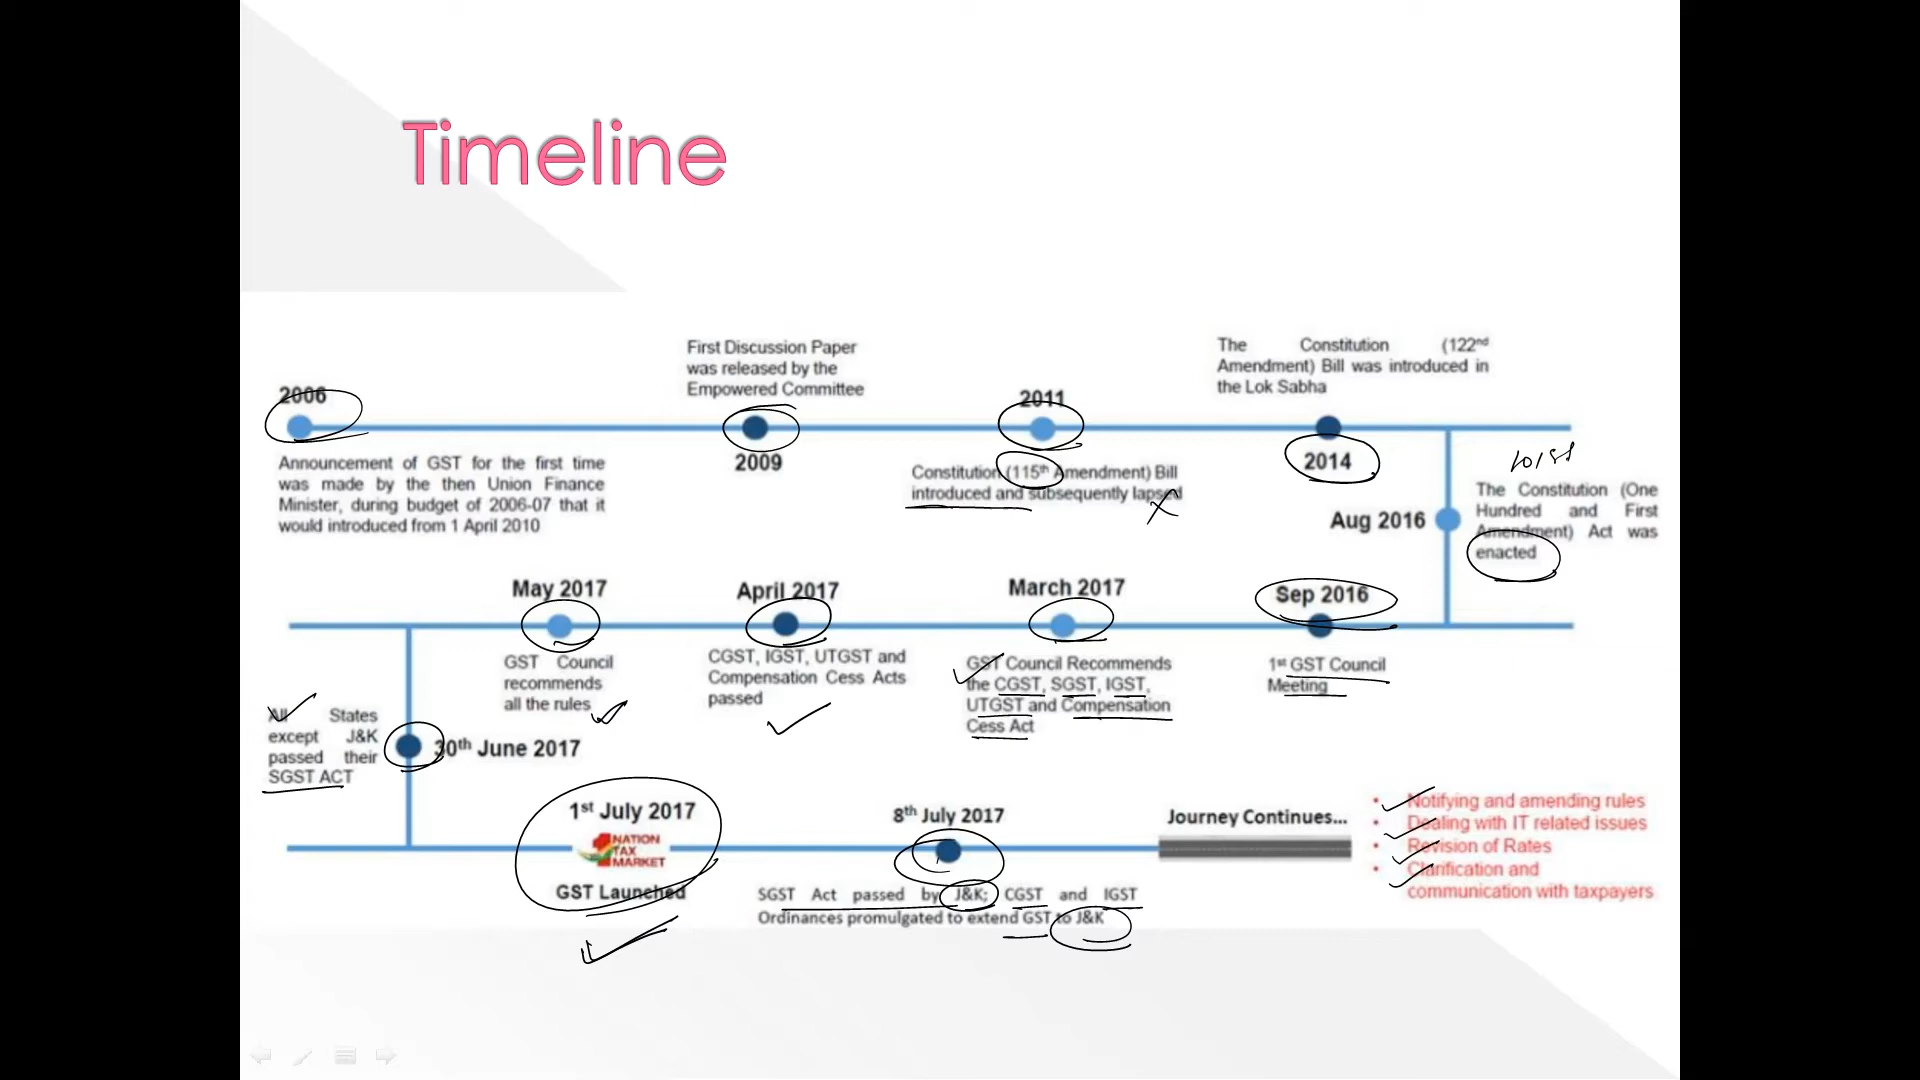 Timeline
2006
Announcement of GST for the first time
was made by the then Union Finance
Minister, during budget of 2006-07 that it
would introduced from 1 April 2010
First Discussion Paper
was released by the
Empowered Committee
2009
2011
Constitution (115th Amendment) Bill
introduced and subsequently lapsed
The Constitution (122nd
Amendment) Bill was introduced in
the Lok Sabha
2014
101st
Aug 2016
The Constitution (One
Hundred and First
Amendment) Act was
enacted
Sep 2016
1st GST Council
Meeting
March 2017
GST Council Recommends
the CGST, SGST, IGST,
UTGST and Compensation
Cess Act
April 2017
CGST, IGST, UTGST and
Compensation Cess Acts
passed
May 2017
GST Council
recommends
all the rules
All States
except J&K
passed their
SGST ACT
30th June 2017
1st July 2017
NATION
TAX
MARKET
GST Launched
8th July 2017
SGST Act passed by J&K; CGST and IGST
Ordinances promulgated to extend GST to J&K
Journey Continues...
• Notifying and amending rules
• Dealing with IT related issues
• Revision of Rates
• Clarification and
communication with taxpayers